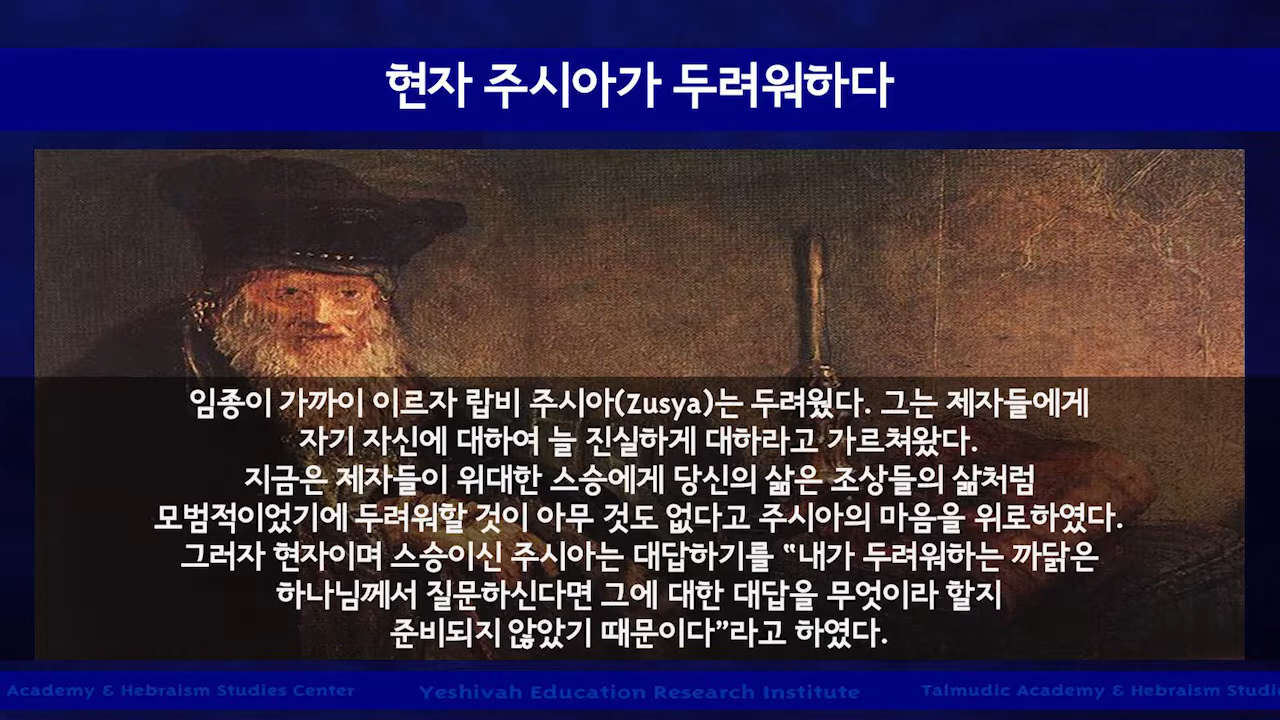 현자 주시아가 두려워하다
임종이 가까이 이르자 랍비 주시아(Zusya)는 두려웠다. 그는 제자들에게
자기 자신에 대하여 늘 진실하게 대하라고 가르쳐왔다.
지금은 제자들이 위대한 스승에게 당신의 삶은 조상들의 삶처럼
모범적이었기에 두려워할 것이 아무 것도 없다고 주시아의 마음을 위로하였다.
그러자 현자이며 스승이신 주시아는 대답하기를 “내가 두려워하는 까닭은
하나님께서 질문하신다면 그에 대한 대답을 무엇이라 할지
준비되지 않았기 때문이다”라고 하였다.
Academy & Hebraism Studies Center Yeshivah Education Research Institute Talmudic Academy & Hebraism Studie